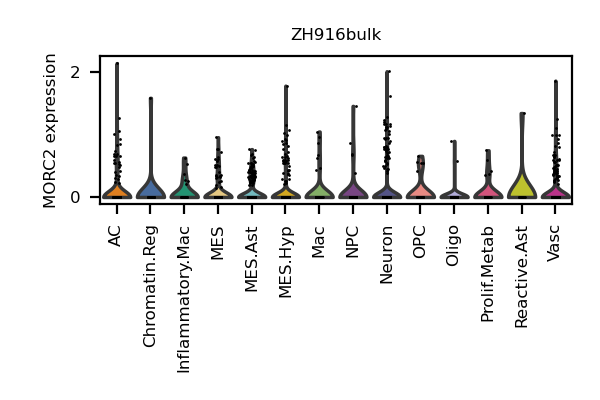 ZH916bulk
MORC2 expression
2
0
AC
Chromatin.Reg
Inflammatory.Mac
MES
MES.Ast
MES.Hyp
Mac
NPC
Neuron
OPC
Oligo
Prolif.Metab
Reactive.Ast
Vasc